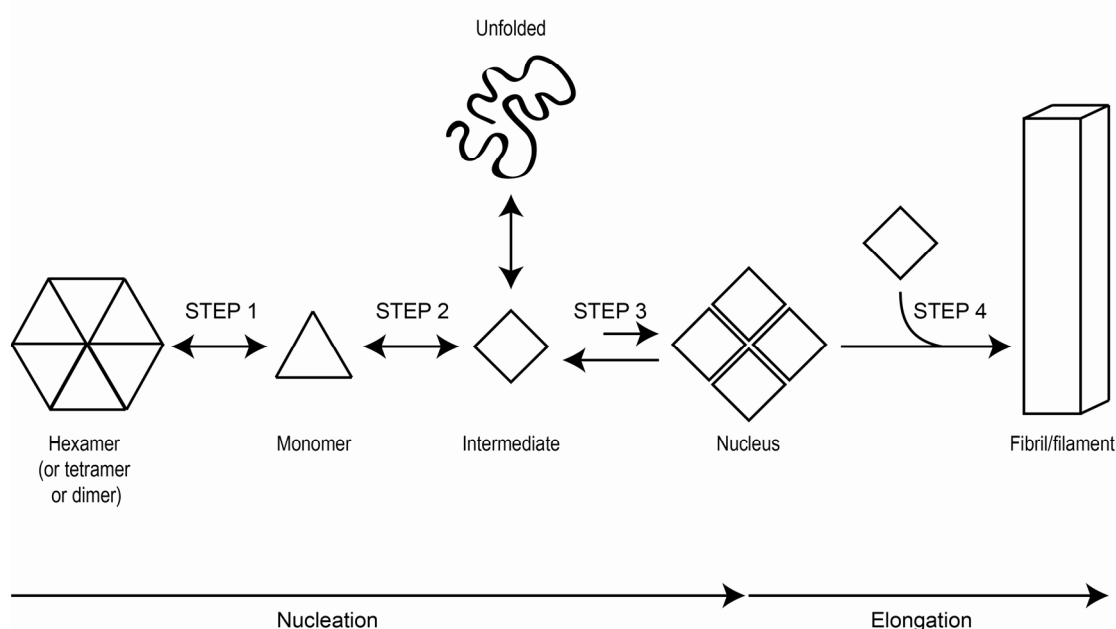 Unfolded
STEP 1
STEP 2
STEP 3
STEP 4
Hexamer
(or tetramer
or dimer)
Monomer
Intermediate
Nucleus
Fibril/filament
Nucleation
Elongation